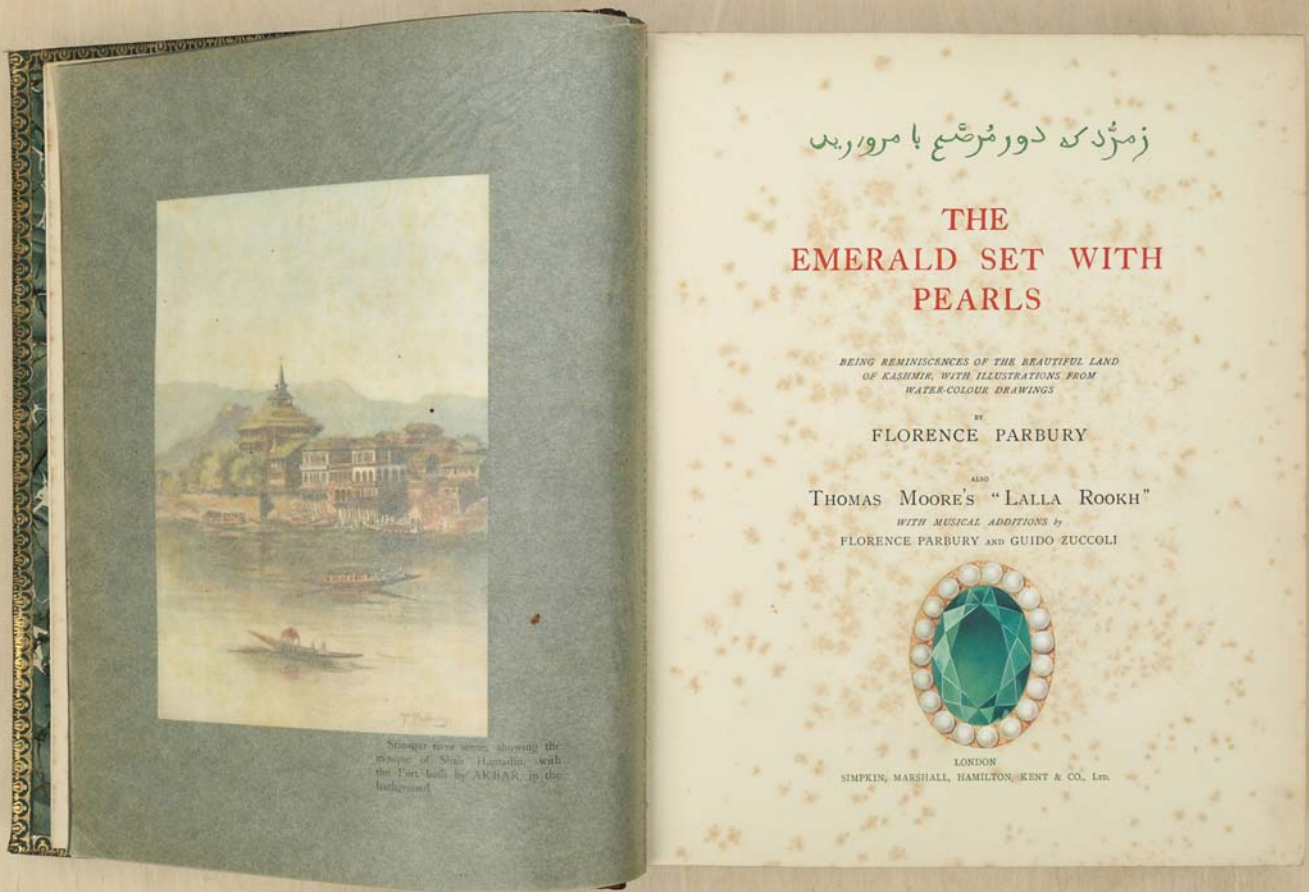 Srinagar river scene, showing the
mosque of Shah Hamadin, with
the Fort built by AKBAR, in the
background
زمرّد که دور مُرصَّع با مروارید
THE
EMERALD SET WITH
PEARLS
BEING REMINISCENCES OF THE BEAUTIFUL LAND
OF KASHMIR, WITH ILLUSTRATIONS FROM
WATER-COLOUR DRAWINGS
BY
FLORENCE PARBURY
ALSO
THOMAS MOORE'S "LALLA ROOKH"
WITH MUSICAL ADDITIONS by
FLORENCE PARBURY AND GUIDO ZUCCOLI
LONDON
SIMPKIN, MARSHALL, HAMILTON, KENT & CO., LTD.